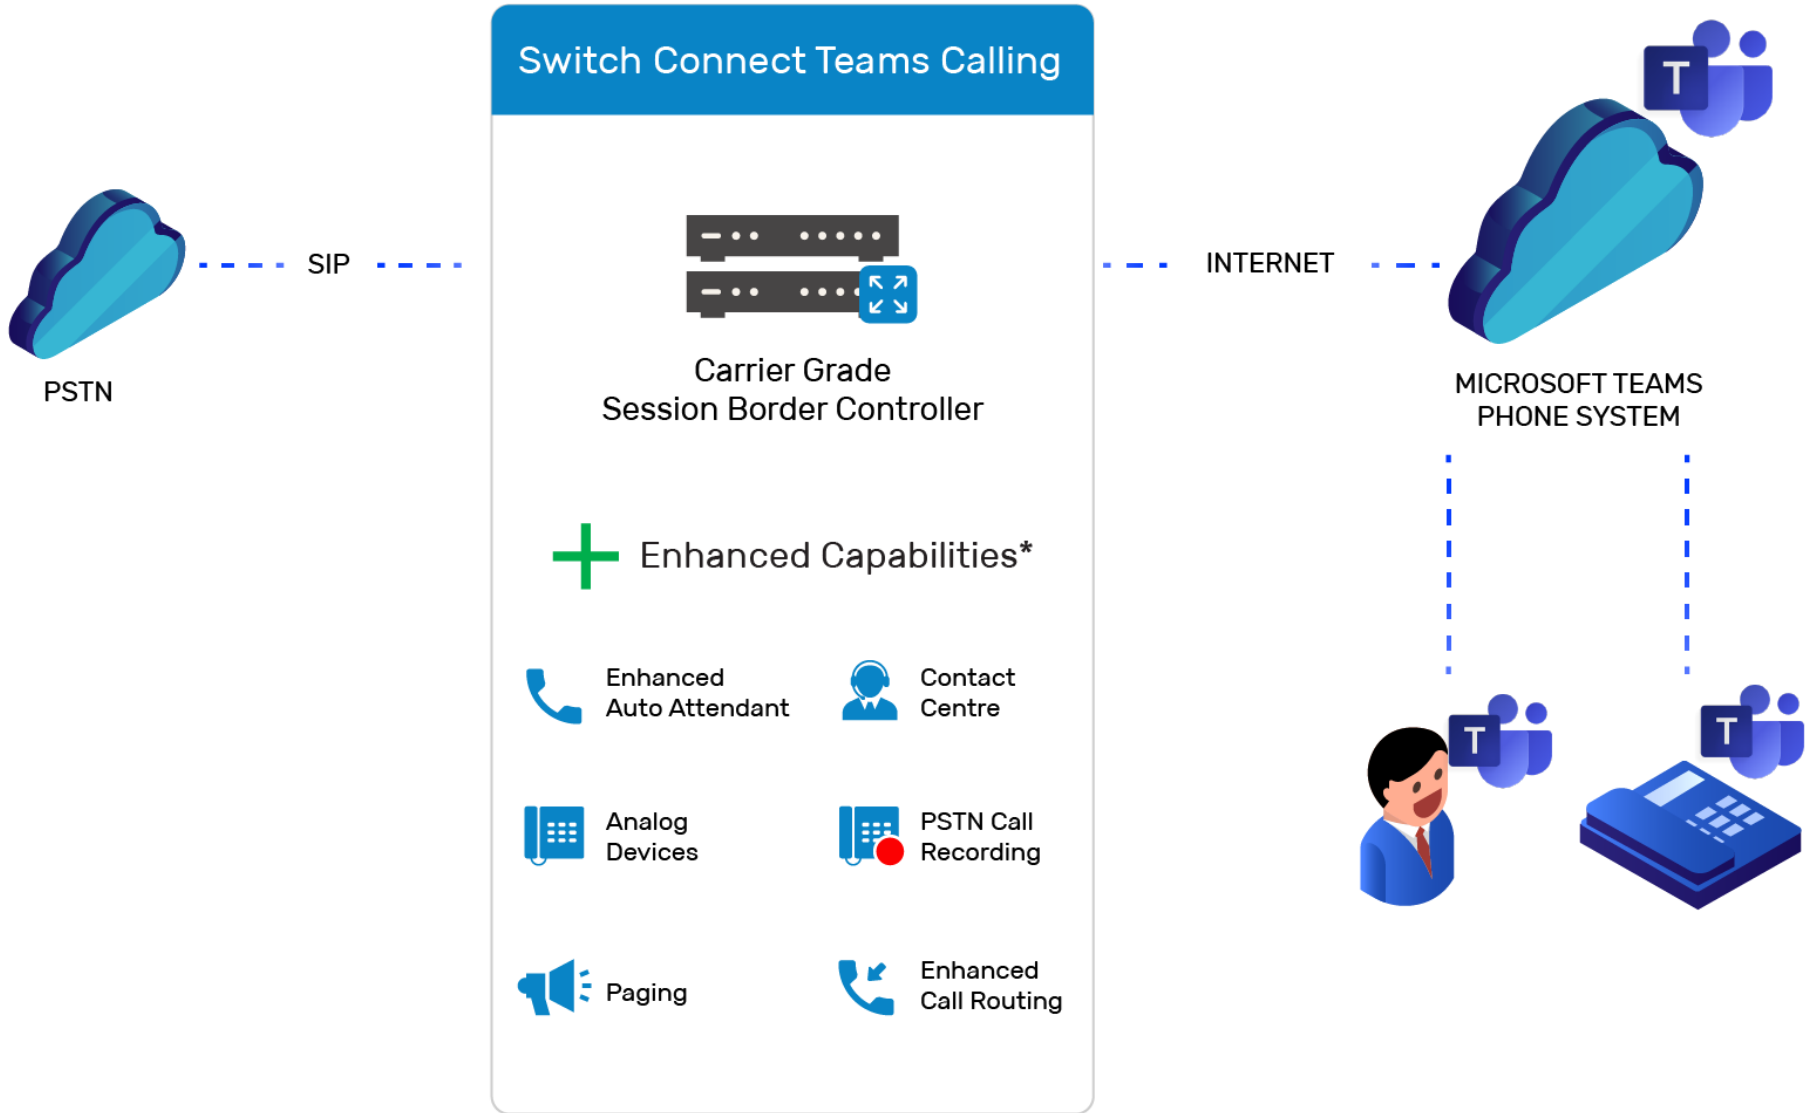 Switch Connect Teams Calling
T
SIP
INTERNET
PSTN
Carrier Grade
Session Border Controller
MICROSOFT TEAMS
PHONE SYSTEM
Enhanced Capabilities*
Enhanced
Auto Attendant
Contact
Centre
T
T
Analog
Devices
PSTN Call
Recording
Paging
Enhanced
Call Routing